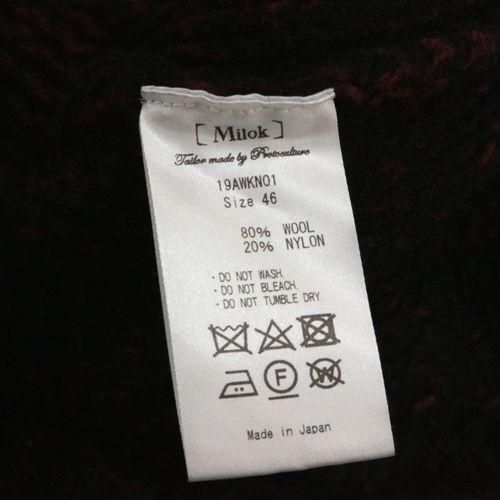 [ Milok ]
Tailor made by Protoculture
19AWKN01
Size 46
80% WOOL
20% NYLON
・DO NOT WASH.
・DO NOT BLEACH.
・DO NOT TUMBLE DRY.
F W
Made in Japan